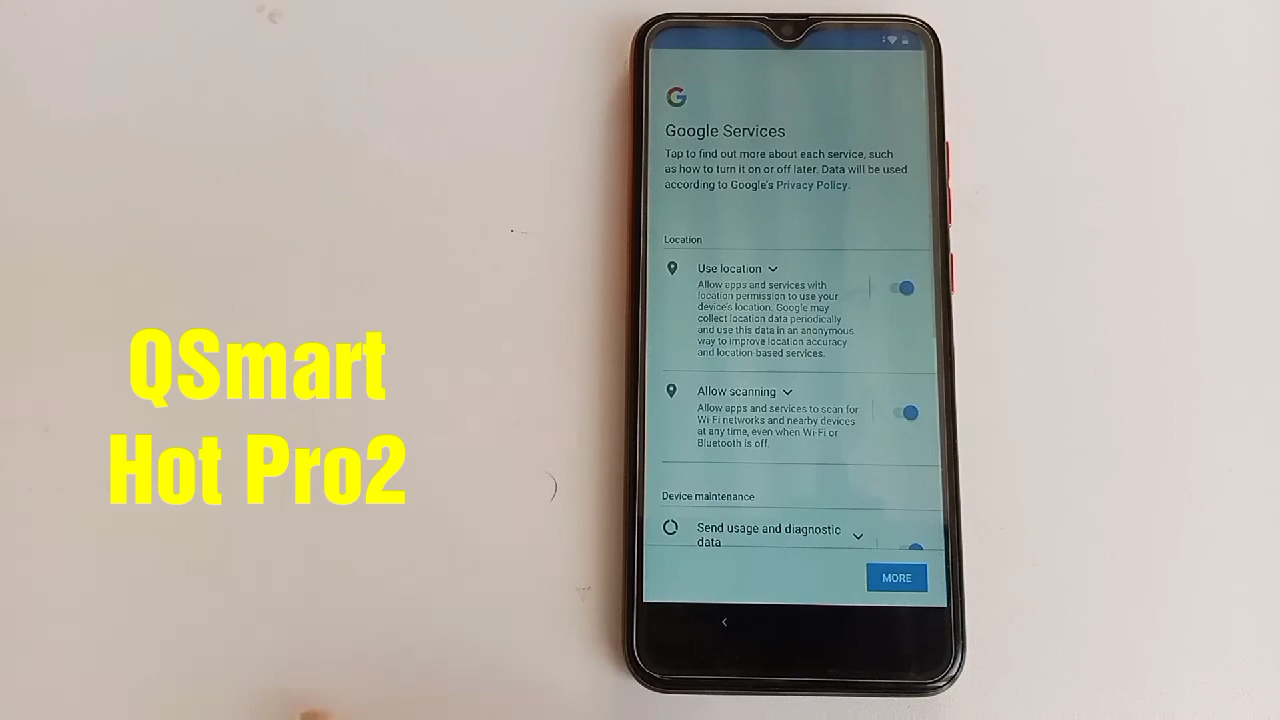 QSmart
Hot Pro2
Google Services
Tap to find out more about each service, such
as how to turn it on or off later. Data will be used
according to Google's Privacy Policy.
Location
Use location
Allow apps and services with
location permission to use your
device's location. Google may
collect location data periodically
and use this data in an anonymous
way to improve location accuracy
and location-based services.
Allow scanning
Allow apps and services to scan for
Wi-Fi networks and nearby devices
at any time, even when Wi-Fi or
Bluetooth is off.
Device maintenance
Send usage and diagnostic
data
MORE